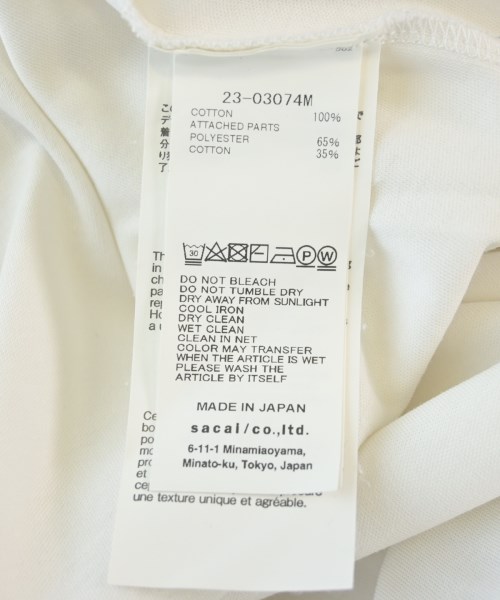 23-03074M
COTTON 100%
ATTACHED PARTS
POLYESTER 65%
COTTON 35%
30
P W
DO NOT BLEACH
DO NOT TUMBLE DRY
DRY AWAY FROM SUNLIGHT
COOL IRON
DRY CLEAN
WET CLEAN
CLEAN IN NET
COLOR MAY TRANSFER
WHEN THE ARTICLE IS WET
PLEASE WASH THE
ARTICLE BY ITSELF
MADE IN JAPAN
sacai/co.,ltd.
6-11-1 Minamiaoyama,
Minato-ku, Tokyo, Japan
une texture unique et agréable.